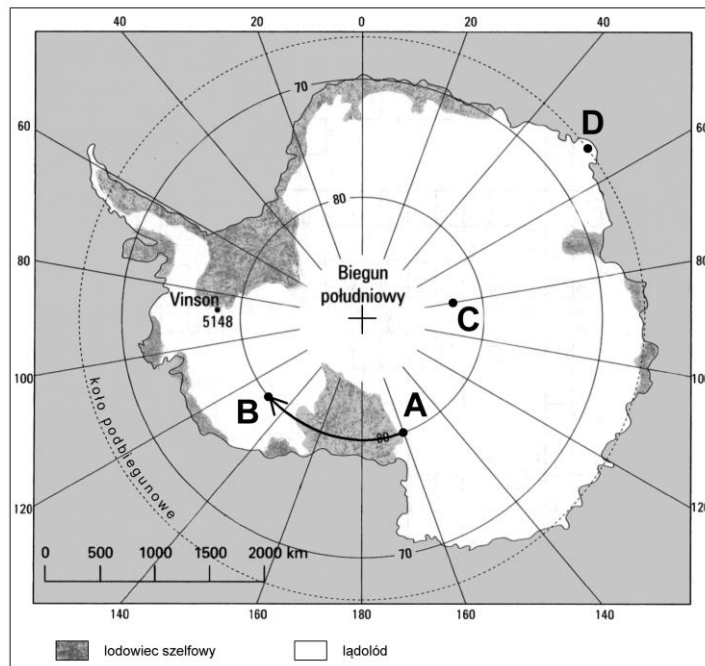 40 20 0 20 40
60 70 D 60
80
80 Biegun południowy 80
Vinson
5148
C
100 B A 100
koło podbiegunowe
80
120 70 120
0 500 1000 1500 2000 km
140 160 180 160 140
lodowiec szelfowy lądolód